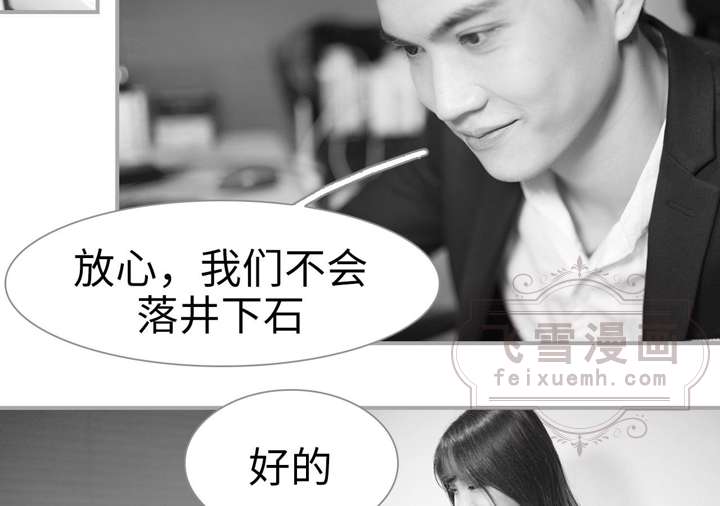 放心，我们不会
落井下石
飞雪漫画
feixuemh.com
好的